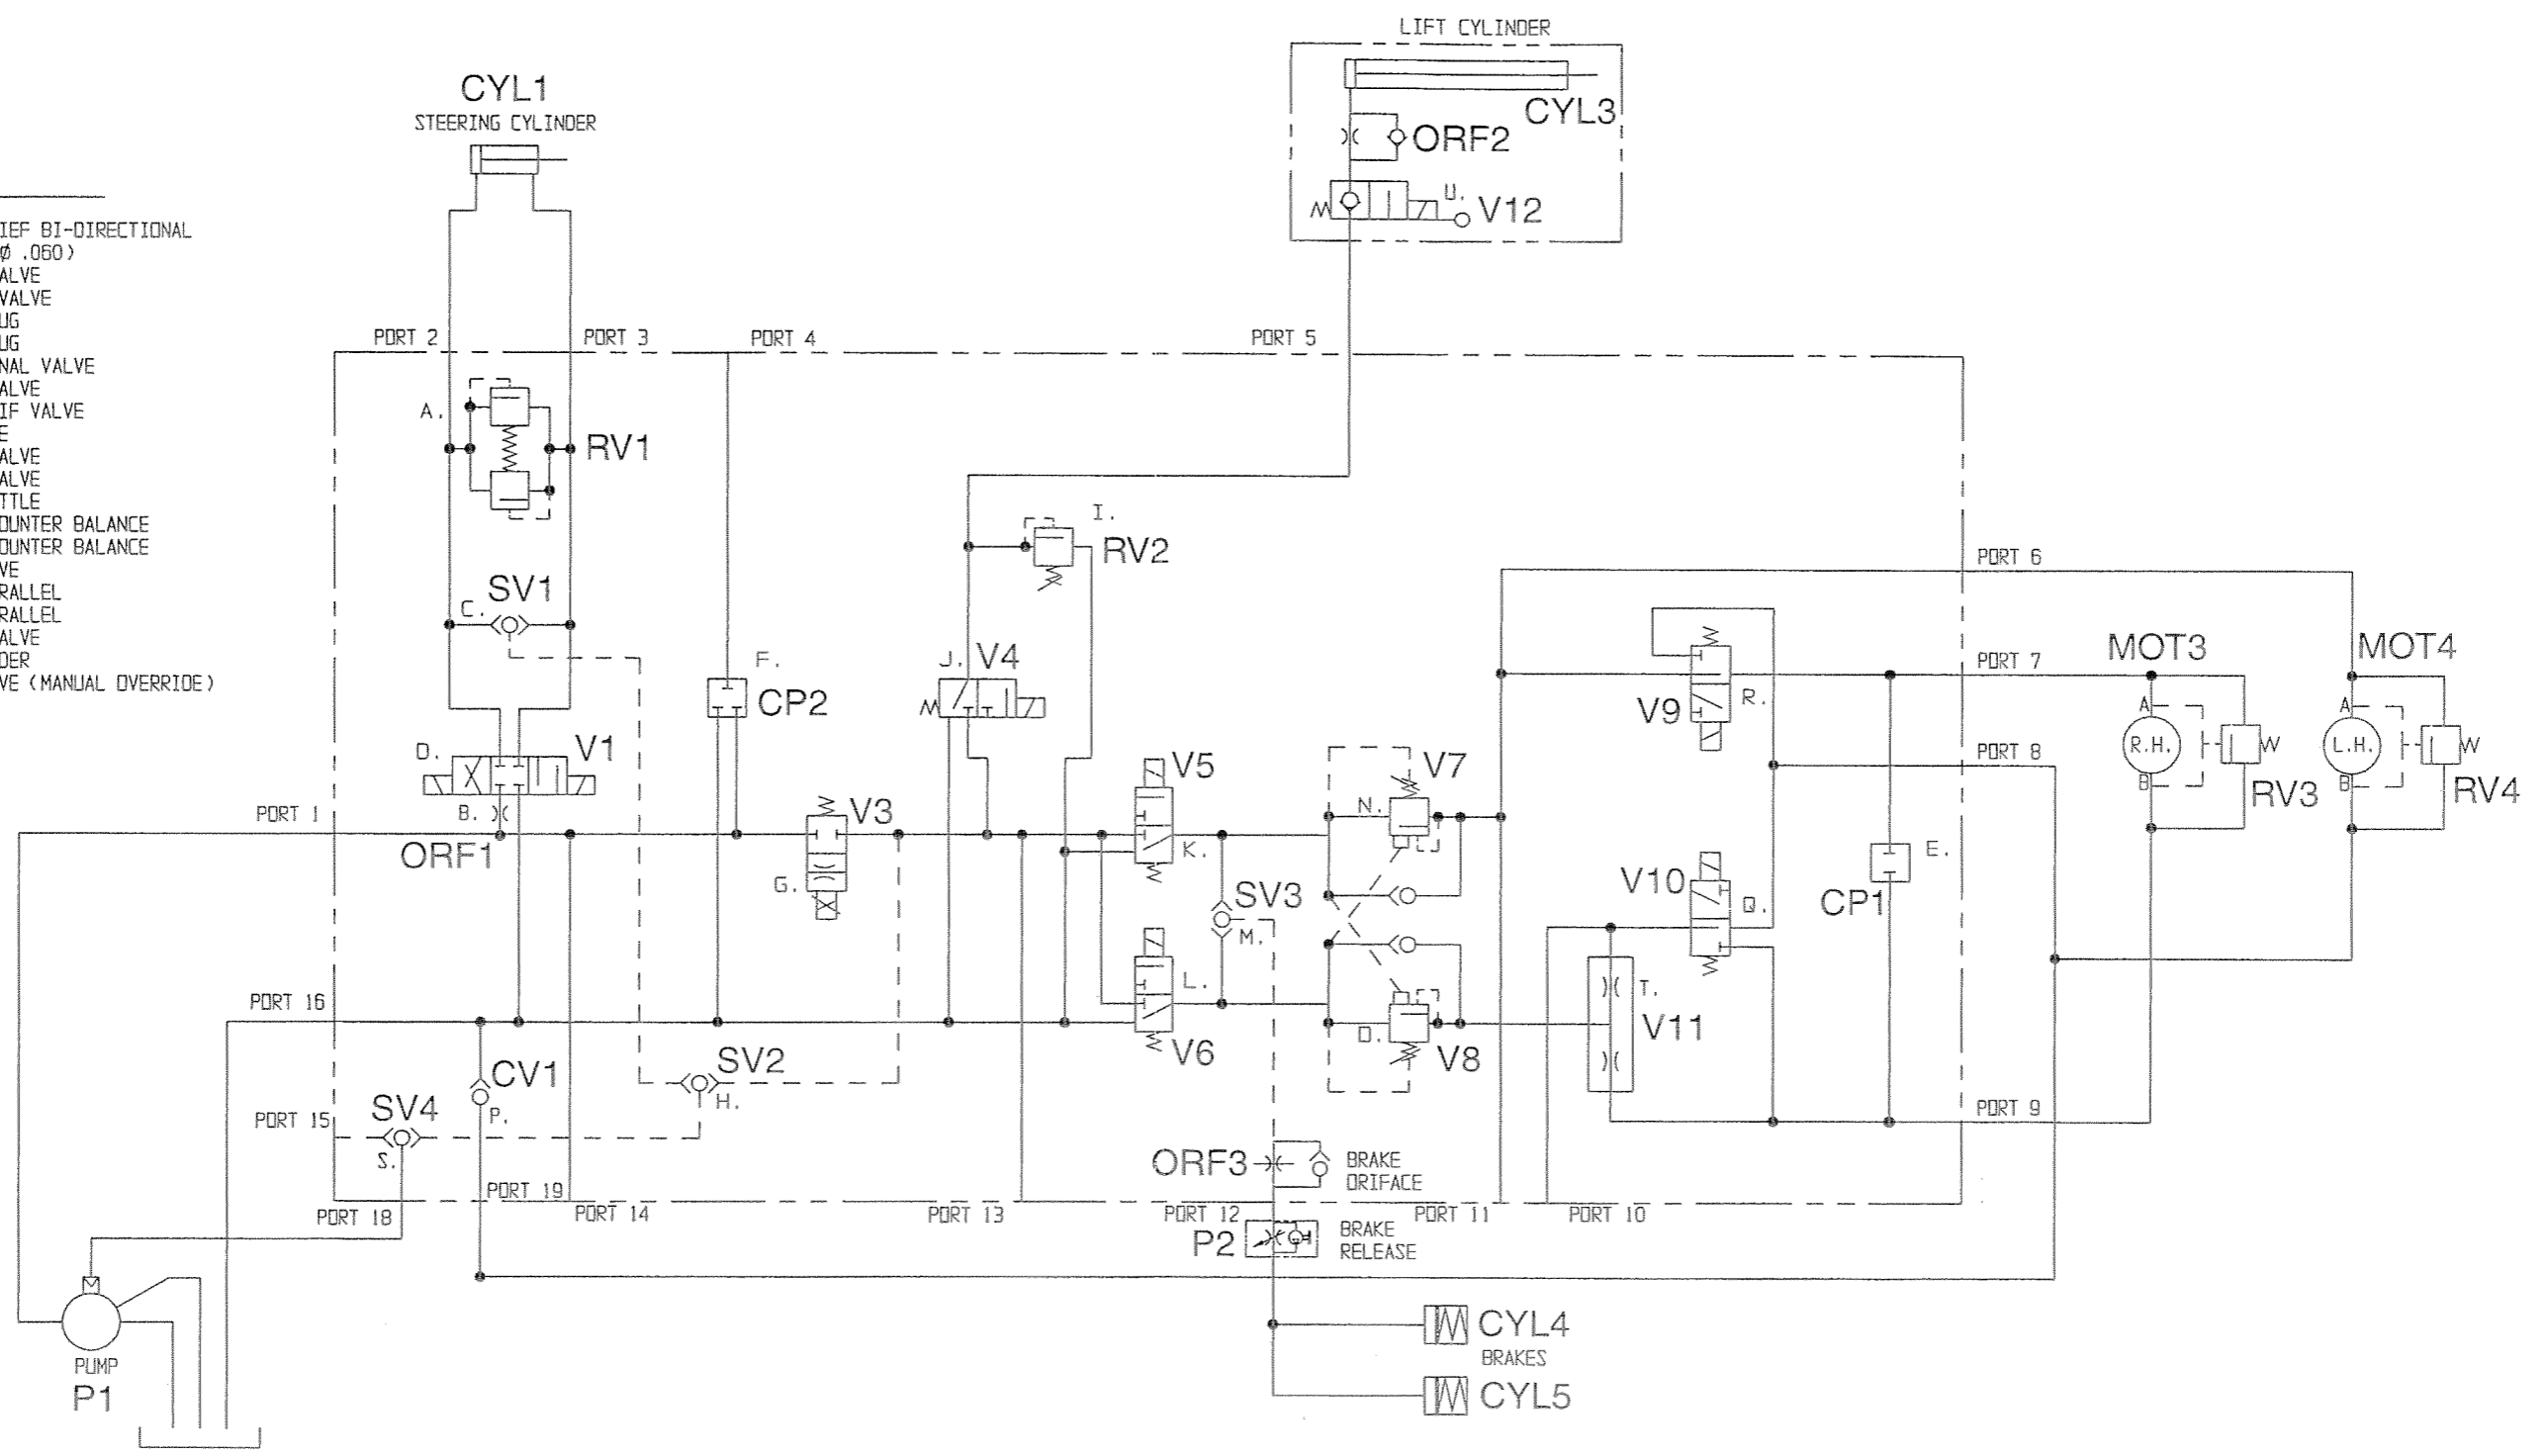 LIFT CYLINDER
CYL3
ORF2
U.
V12
CYL1
STEERING CYLINDER
IEF BI-DIRECTIONAL
Ø .060)
ALVE
VALVE
UG
UG
NAL VALVE
ALVE
IF VALVE
E
ALVE
ALVE
TTLE
OUNTER BALANCE
OUNTER BALANCE
VE
RALLEL
RALLEL
ALVE
DER
VE (MANUAL OVERRIDE)
PORT 2
PORT 3
PORT 4
PORT 5
A.
RV1
I.
RV2
SV1
C.
PORT 6
F.
CP2
J.
V4
V9
R.
PORT 7
MOT3
MOT4
A
R.H.
B
RV3
A
L.H.
B
RV4
D.
V1
B.
PORT 1
ORF1
V3
G.
V5
K.
V7
N.
PORT 8
SV3
M.
V10
Q.
CP1
E.
PORT 16
L.
V6
O.
V8
T.
V11
CV1
P.
SV2
H.
SV4
PORT 15
S.
PORT 9
ORF3
BRAKE
ORIFACE
PORT 19
PORT 18
PORT 14
PORT 13
PORT 12
PORT 11
PORT 10
P2
BRAKE
RELEASE
PUMP
P1
CYL4
BRAKES
CYL5